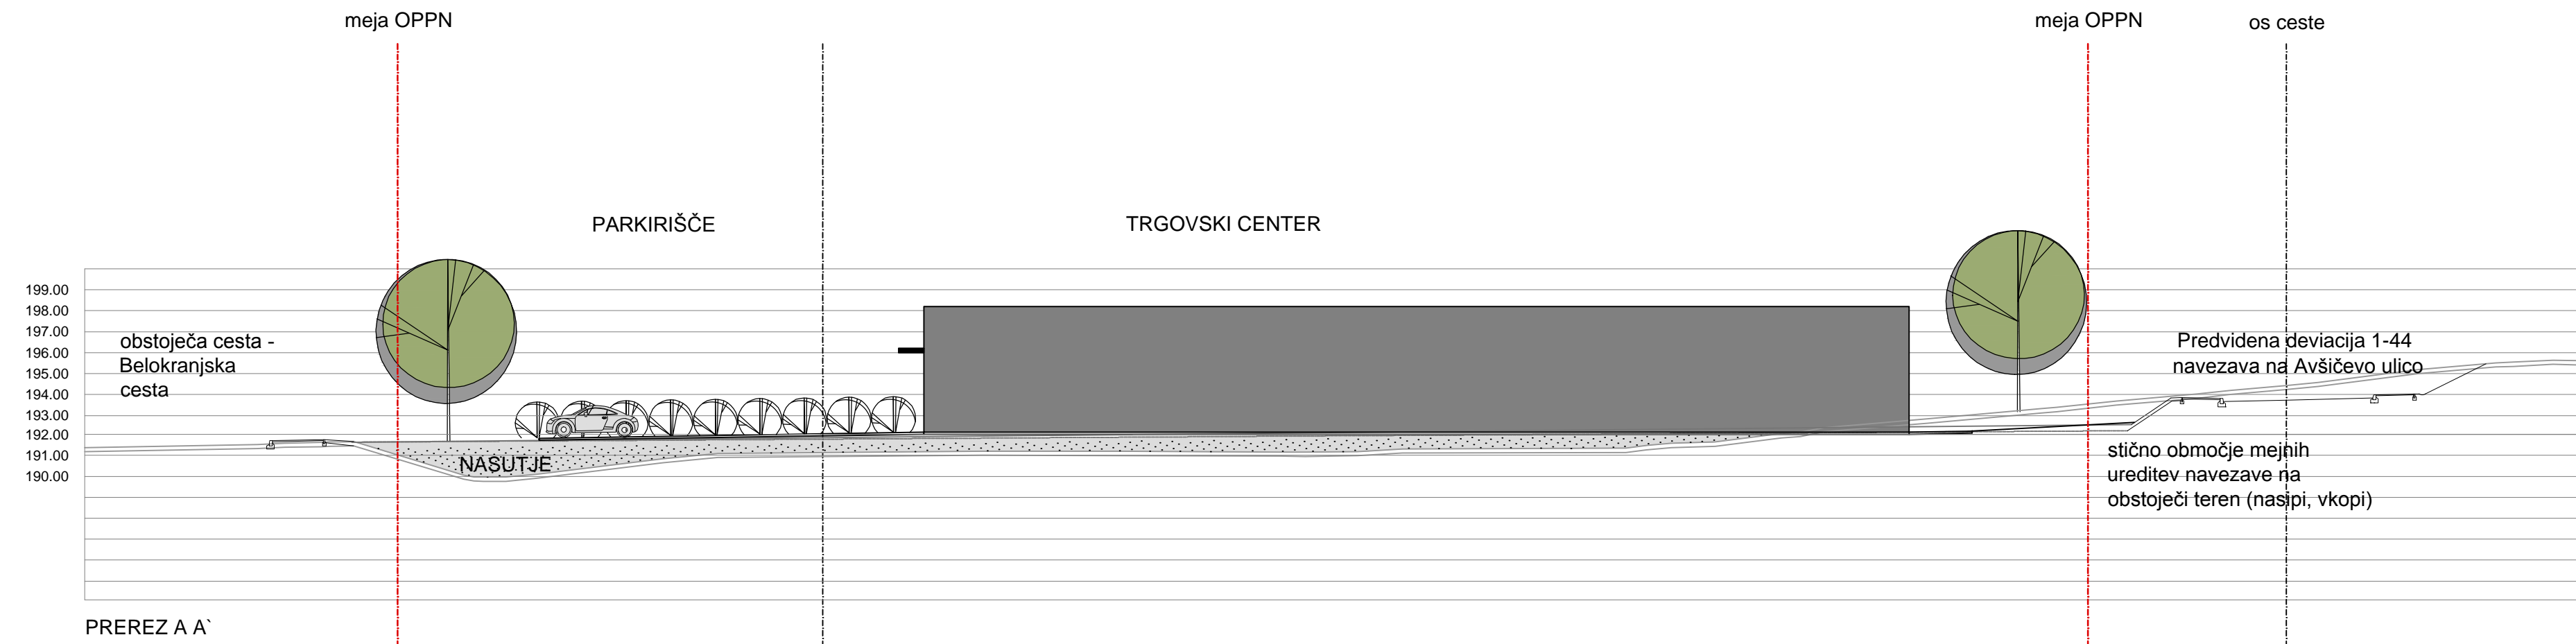 meja OPPN
meja OPPN
os ceste
PARKIRIŠČE
TRGOVSKI CENTER
199.00
198.00
197.00
196.00
195.00
194.00
193.00
192.00
191.00
190.00
obstoječa cesta -
Belokranjska
cesta
Predvidena deviacija 1-44
navezava na Avšičevo ulico
NASUTJE
stično območje mejnih
ureditev navezave na
obstoječi teren (nasipi, vkopi)
PREREZ A A`